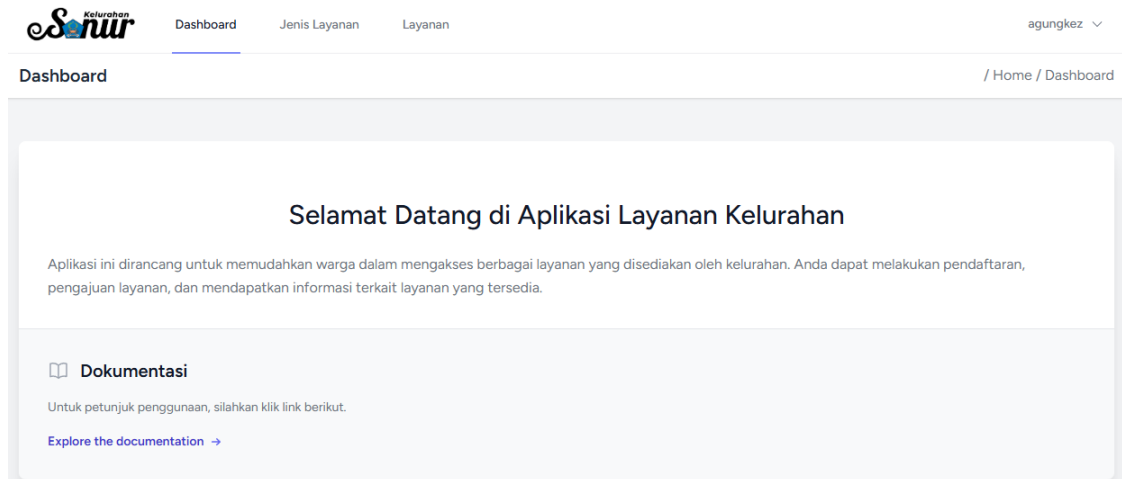 Kelurahan
Sanur
Dashboard
Jenis Layanan
Layanan
agungkez
Dashboard
/ Home / Dashboard
Selamat Datang di Aplikasi Layanan Kelurahan
Aplikasi ini dirancang untuk memudahkan warga dalam mengakses berbagai layanan yang disediakan oleh kelurahan. Anda dapat melakukan pendaftaran,
pengajuan layanan, dan mendapatkan informasi terkait layanan yang tersedia.
Dokumentasi
Untuk petunjuk penggunaan, silahkan klik link berikut.
Explore the documentation →